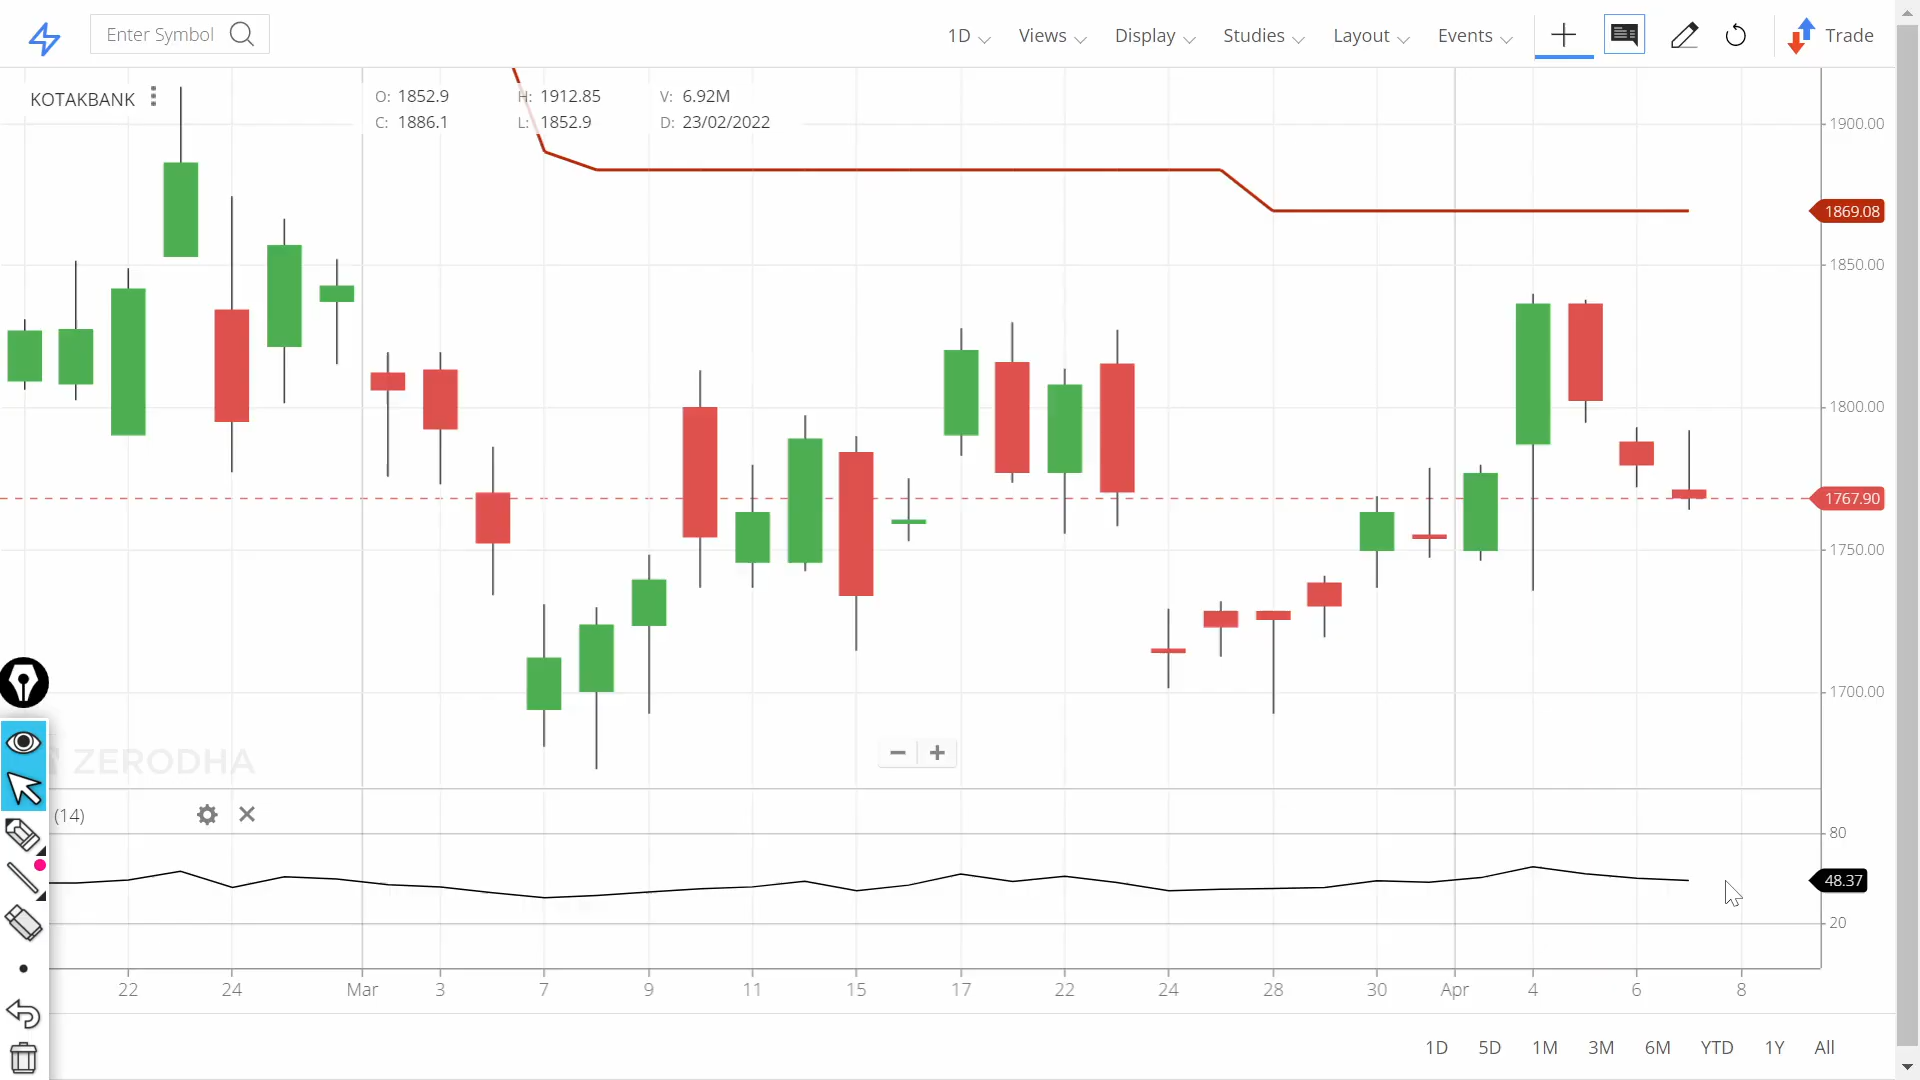 Enter Symbol
1D Views Display Studies Layout Events Trade
KOTAKBANK
O: 1852.9 H: 1912.85 V: 6.92M
C: 1886.1 L: 1852.9 D: 23/02/2022
1900.00
1869.08
1850.00
1800.00
1767.90
1750.00
1700.00
ZERODHA
(14)
80
48.37
20
22 24 Mar 3 7 9 11 15 17 22 24 28 30 Apr 4 6 8
1D 5D 1M 3M 6M YTD 1Y All